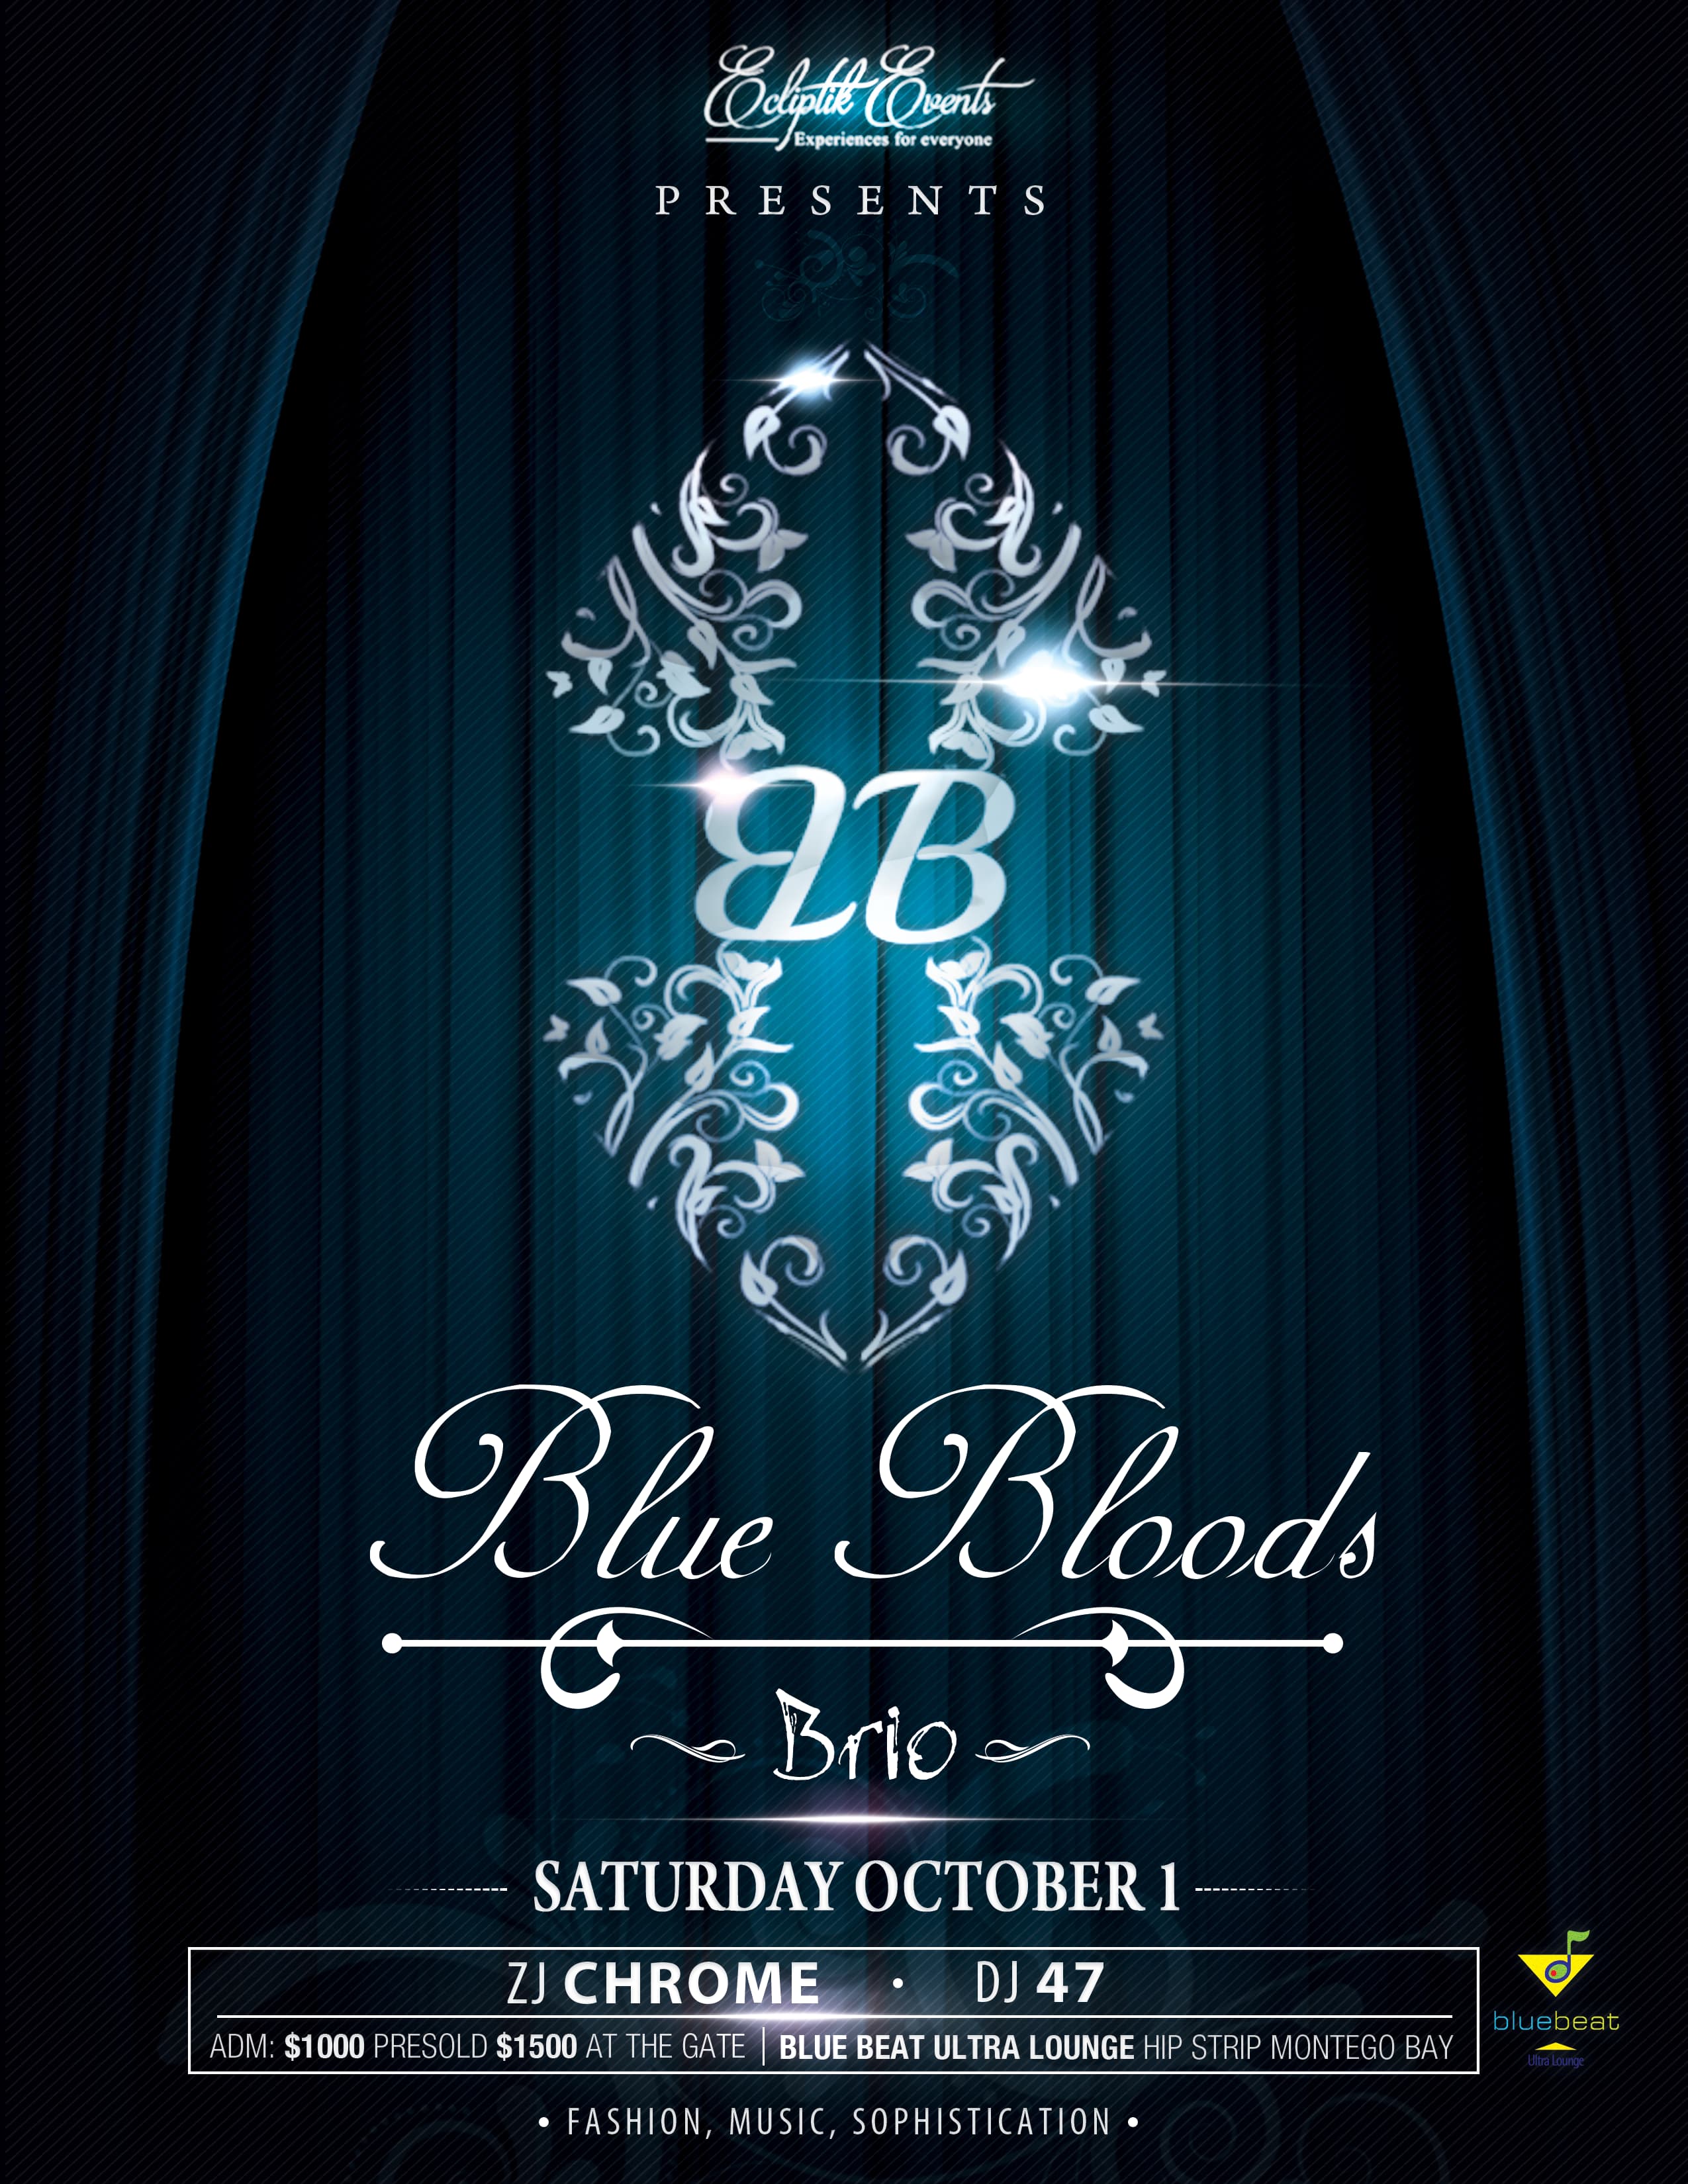 Ecliptik Events
Experiences for everyone
PRESENTS
BB
Blue Bloods
Brio
SATURDAY OCTOBER 1
ZJ CHROME • DJ 47
ADM: $1000 PRESOLD $1500 AT THE GATE | BLUE BEAT ULTRA LOUNGE HIP STRIP MONTEGO BAY
bluebeat
Ultra Lounge
• FASHION, MUSIC, SOPHISTICATION •